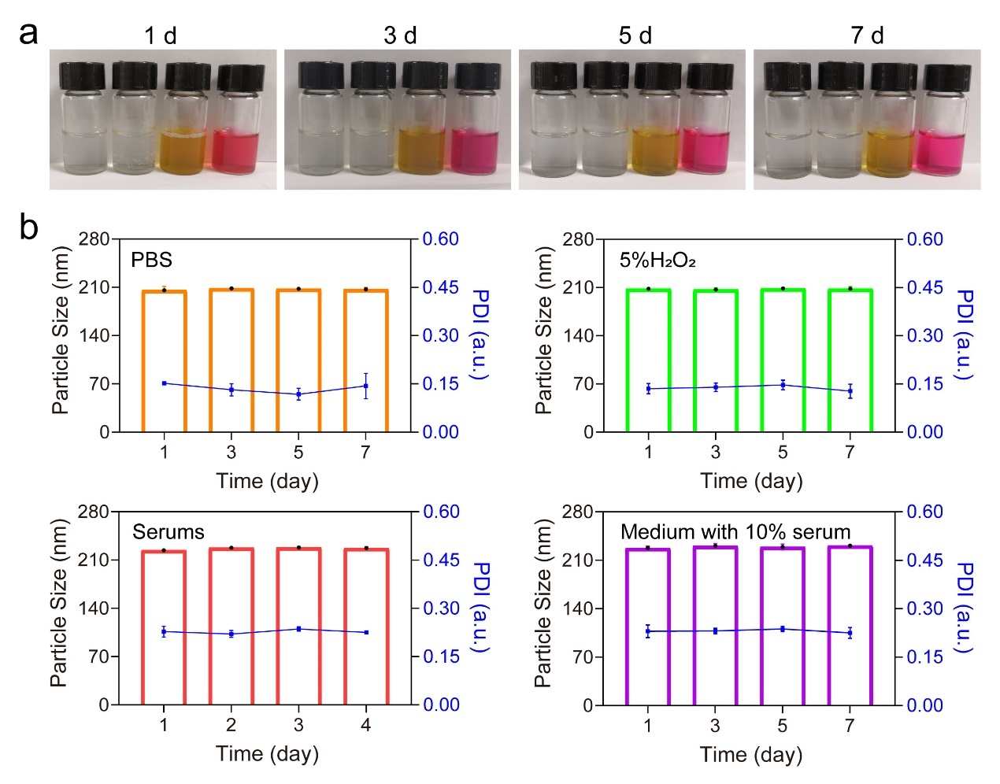 a
1 d 3 d 5 d 7 d
b
PBS
Particle Size (nm)
280
210
140
70
0
0.60
0.45
0.30
0.15
0.00
PDI (a.u.)
1 3 5 7
Time (day)
5%H₂O₂
Particle Size (nm)
280
210
140
70
0
0.60
0.45
0.30
0.15
0.00
PDI (a.u.)
1 3 5 7
Time (day)
Serums
Particle Size (nm)
280
210
140
70
0
0.60
0.45
0.30
0.15
0.00
PDI (a.u.)
1 2 3 4
Time (day)
Medium with 10% serum
Particle Size (nm)
280
210
140
70
0
0.60
0.45
0.30
0.15
0.00
PDI (a.u.)
1 3 5 7
Time (day)